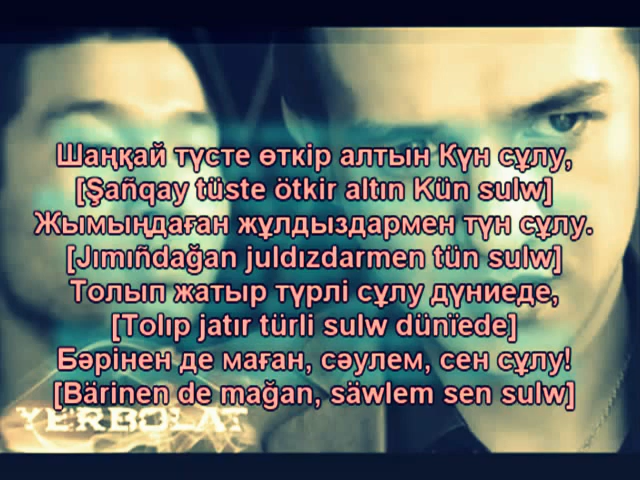 Шаңқай түсте өткір алтын Күн сұлу,
[Şañqay tüste ötkir altın Kün sulw]
Жымыңдаған жұлдыздармен түн сұлу.
[Jımıñdağan juldızdarmen tün sulw]
Толып жатыр түрлі сұлу дүниеде,
[Tolıp jatır türli sulw dünïede]
Бәрінен де маған, сәулем, сен сұлу!
[Bärinen de mağan, säwlem sen sulw]
YERBOLAT